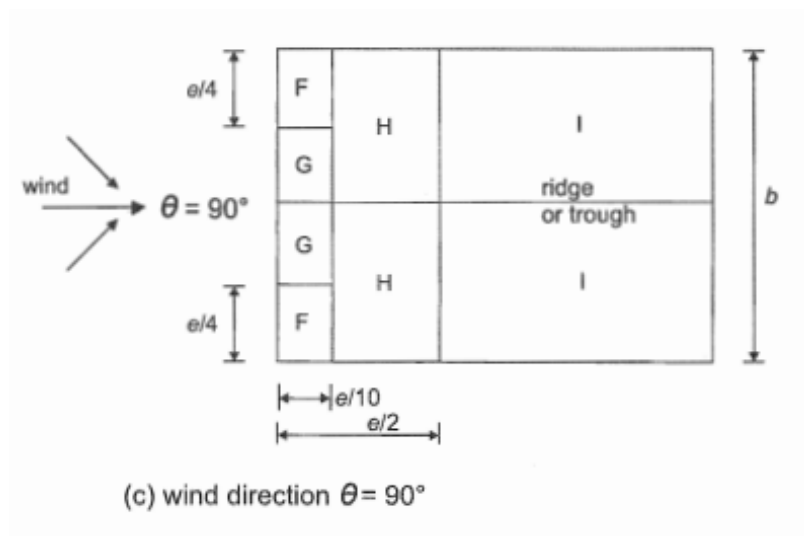 F
e/4
H
I
G
wind
θ = 90°
ridge
or trough
b
G
H
I
e/4
F
e/10
e/2
(c) wind direction θ = 90°